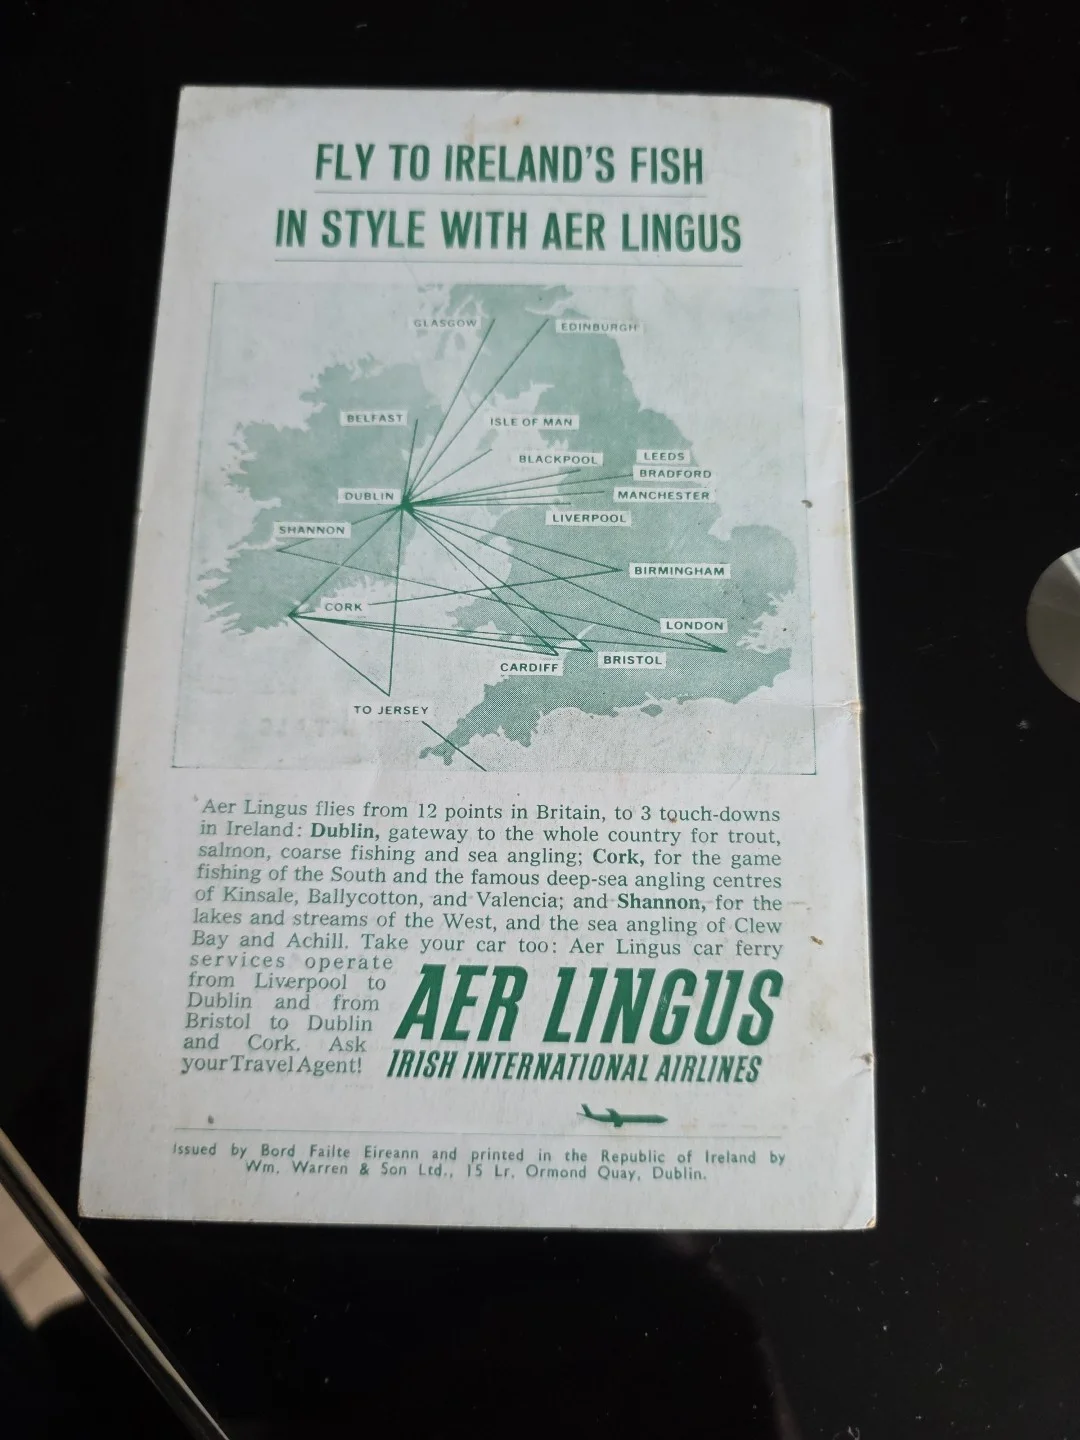 FLY TO IRELAND'S FISH
IN STYLE WITH AER LINGUS
GLASGOW
EDINBURGH
BELFAST
ISLE OF MAN
BLACKPOOL
LEEDS
BRADFORD
DUBLIN
MANCHESTER
LIVERPOOL
SHANNON
BIRMINGHAM
CORK
LONDON
CARDIFF
BRISTOL
TO JERSEY
Aer Lingus flies from 12 points in Britain, to 3 touch-downs
in Ireland: Dublin, gateway to the whole country for trout,
salmon, coarse fishing and sea angling; Cork, for the game
fishing of the South and the famous deep-sea angling centres
of Kinsale, Ballycotton, and Valencia; and Shannon, for the
lakes and streams of the West, and the sea angling of Clew
Bay and Achill. Take your car too: Aer Lingus car ferry
services operate
from Liverpool to
Dublin and from
Bristol to Dublin
and Cork. Ask
your Travel Agent!
AER LINGUS
IRISH INTERNATIONAL AIRLINES
Issued by Bord Failte Eireann and printed in the Republic of Ireland by
Wm. Warren & Son Ltd., 15 Lr. Ormond Quay, Dublin.